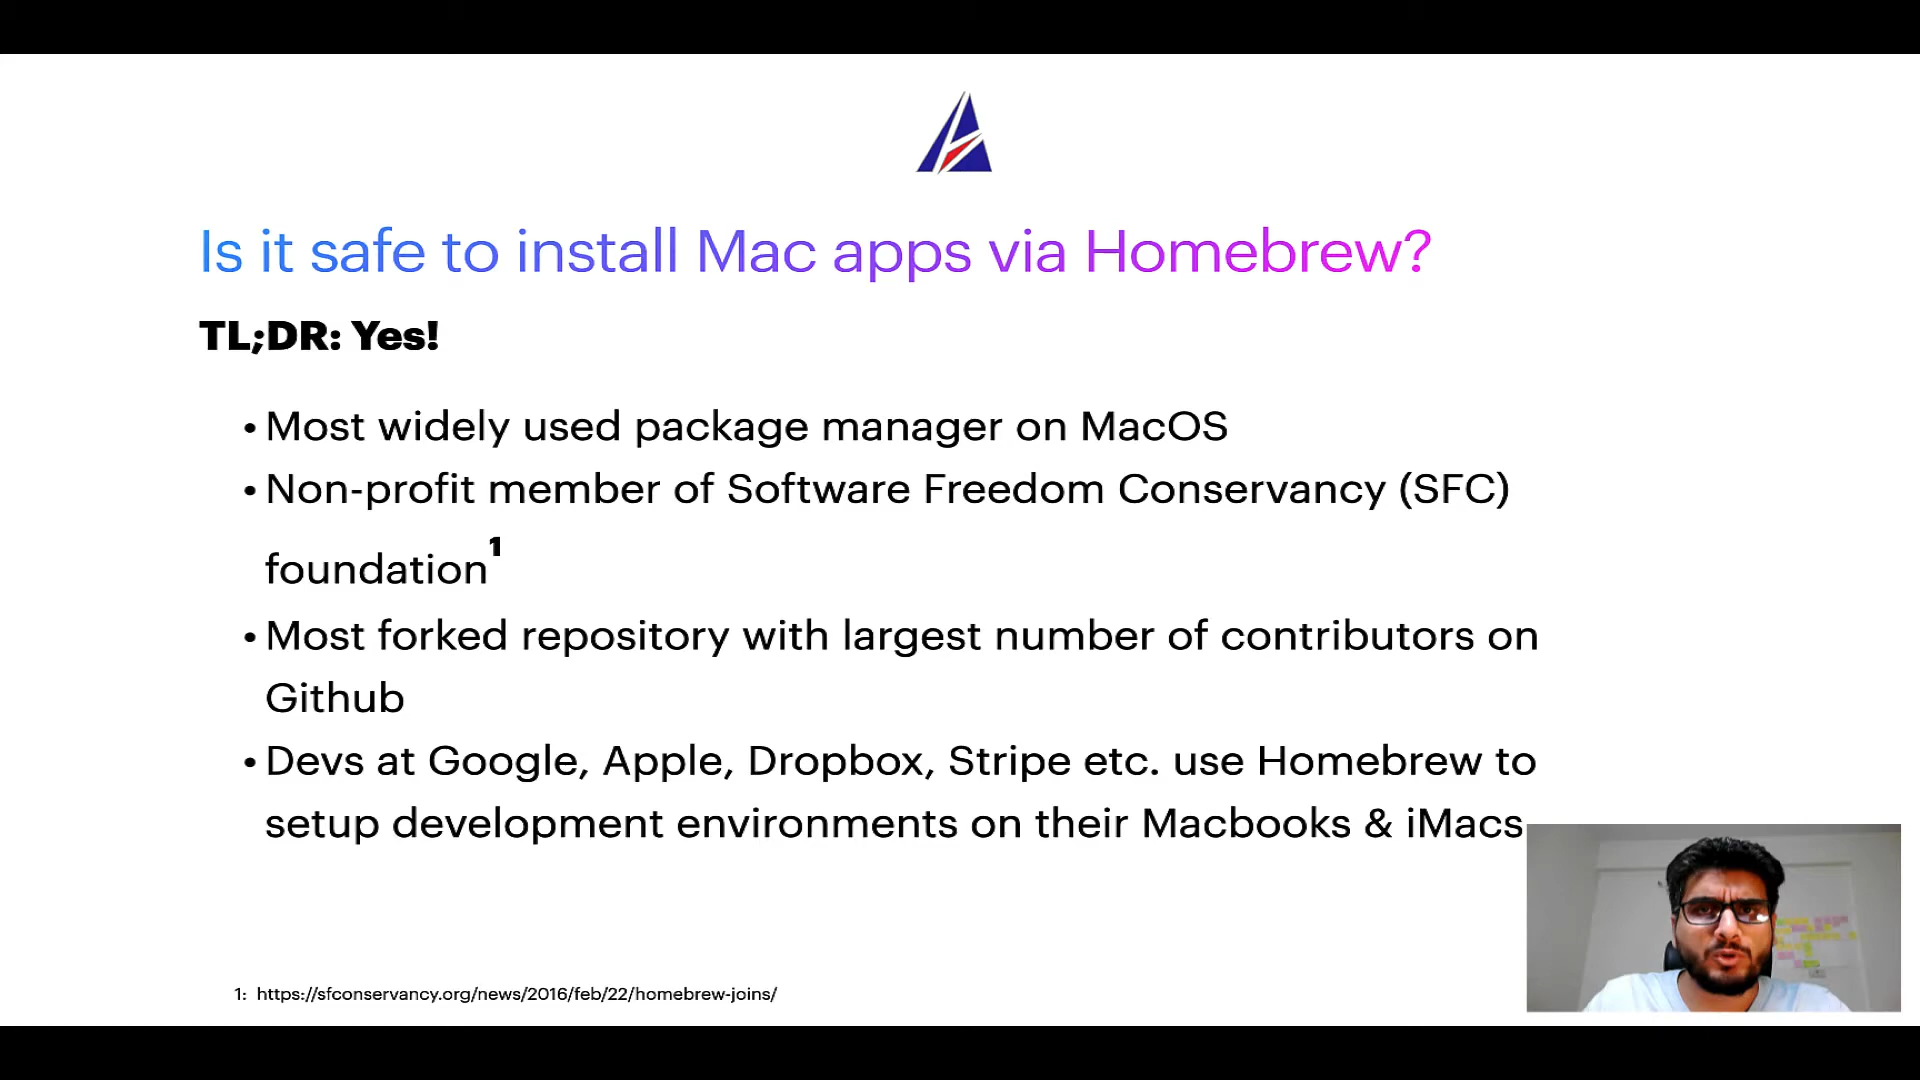 Is it safe to install Mac apps via Homebrew?
TL;DR: Yes!
• Most widely used package manager on MacOS
• Non-profit member of Software Freedom Conservancy (SFC)
foundation¹
• Most forked repository with largest number of contributors on
Github
• Devs at Google, Apple, Dropbox, Stripe etc. use Homebrew to
setup development environments on their Macbooks & iMacs
1: https://sfconservancy.org/news/2016/feb/22/homebrew-joins/